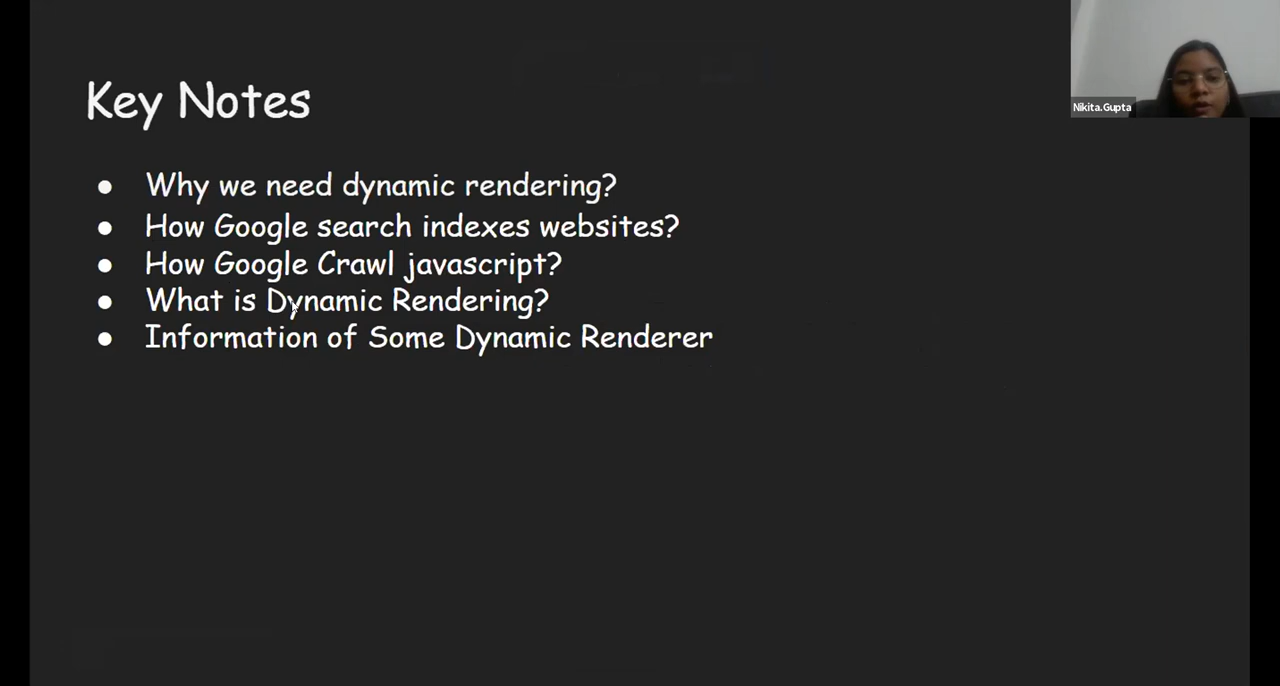 Key Notes
Nikita.Gupta
● Why we need dynamic rendering?
● How Google search indexes websites?
● How Google Crawl javascript?
● What is Dynamic Rendering?
● Information of Some Dynamic Renderer